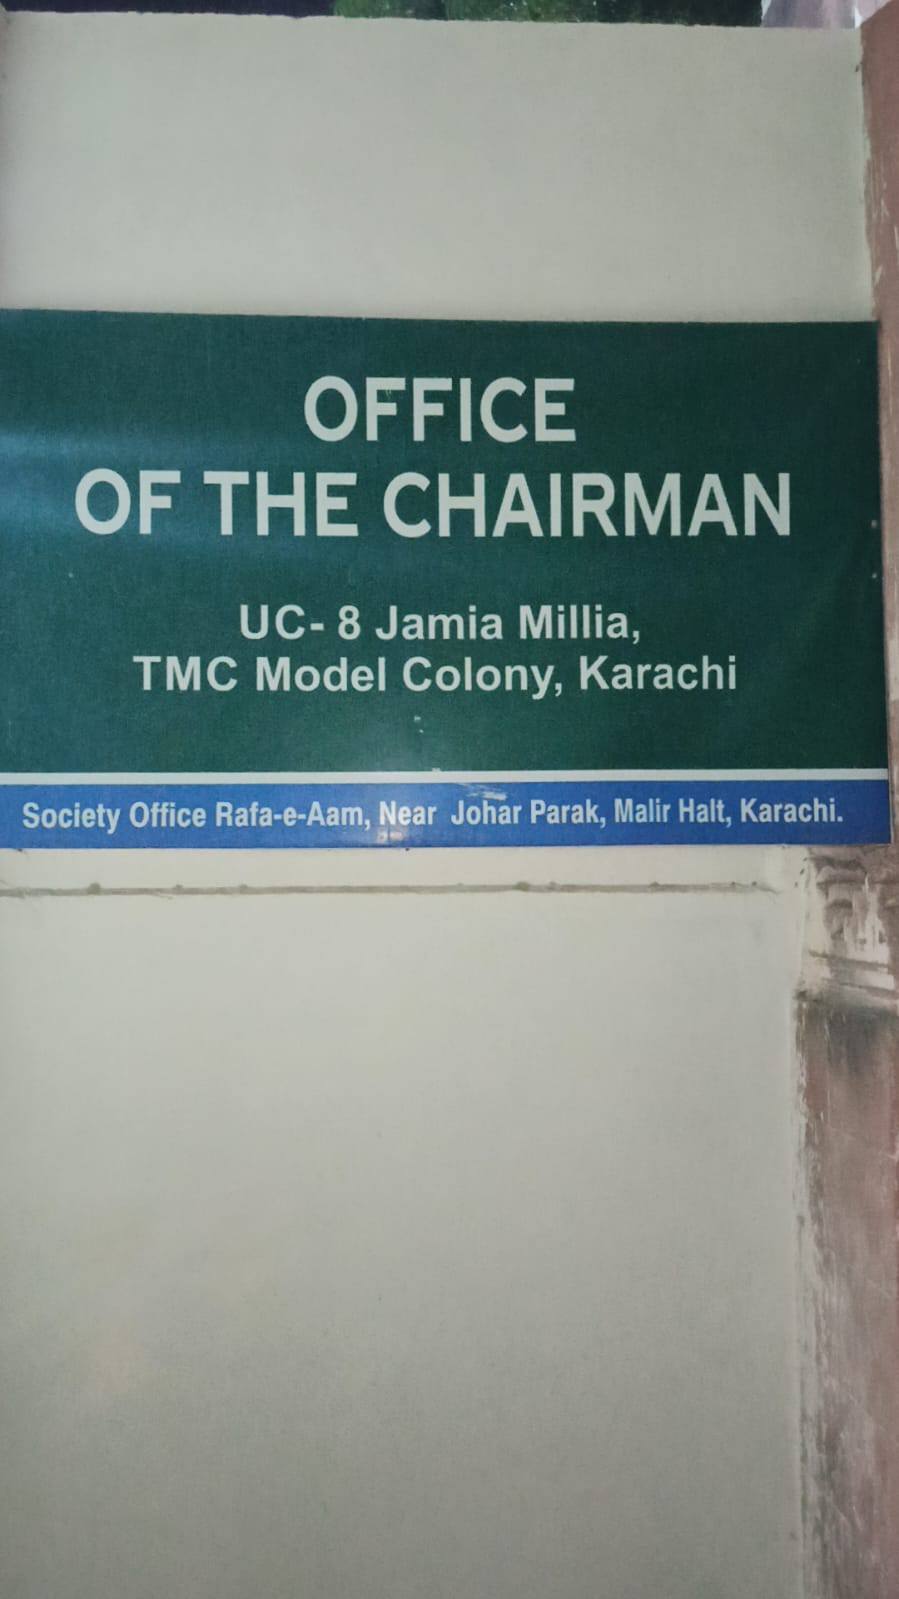 OFFICE
OF THE CHAIRMAN
UC- 8 Jamia Millia,
TMC Model Colony, Karachi
Society Office Rafa-e-Aam, Near Johar Parak, Malir Halt, Karachi.